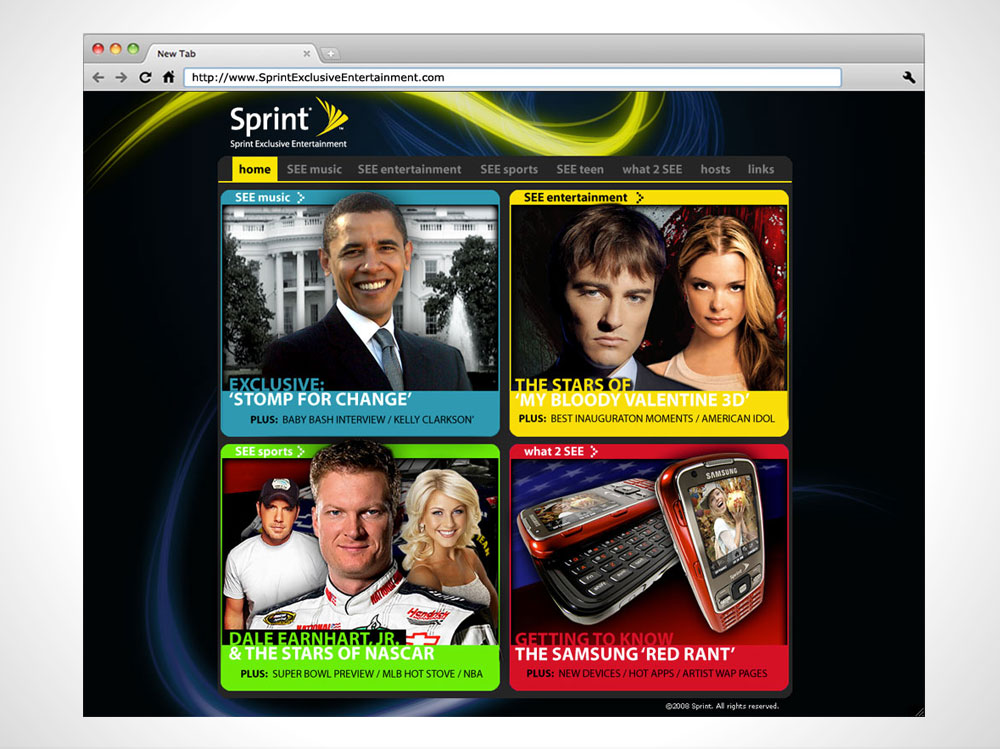 New Tab
http://www.SprintExclusiveEntertainment.com
Sprint
Sprint Exclusive Entertainment
home SEE music SEE entertainment SEE sports SEE teen what 2 SEE hosts links
SEE music
EXCLUSIVE:
‘STOMP FOR CHANGE’
PLUS: BABY BASH INTERVIEW / KELLY CLARKSON'
SEE entertainment
THE STARS OF
‘MY BLOODY VALENTINE 3D’
PLUS: BEST INAUGURATON MOMENTS / AMERICAN IDOL
SEE sports
Hendrick
NATIONAL
DALE EARNHART, JR.
& THE STARS OF NASCAR
PLUS: SUPER BOWL PREVIEW / MLB HOT STOVE / NBA
what 2 SEE
SAMSUNG
Sprint
GETTING TO KNOW
THE SAMSUNG ‘RED RANT’
PLUS: NEW DEVICES / HOT APPS / ARTIST WAP PAGES
©2008 Sprint. All rights reserved.